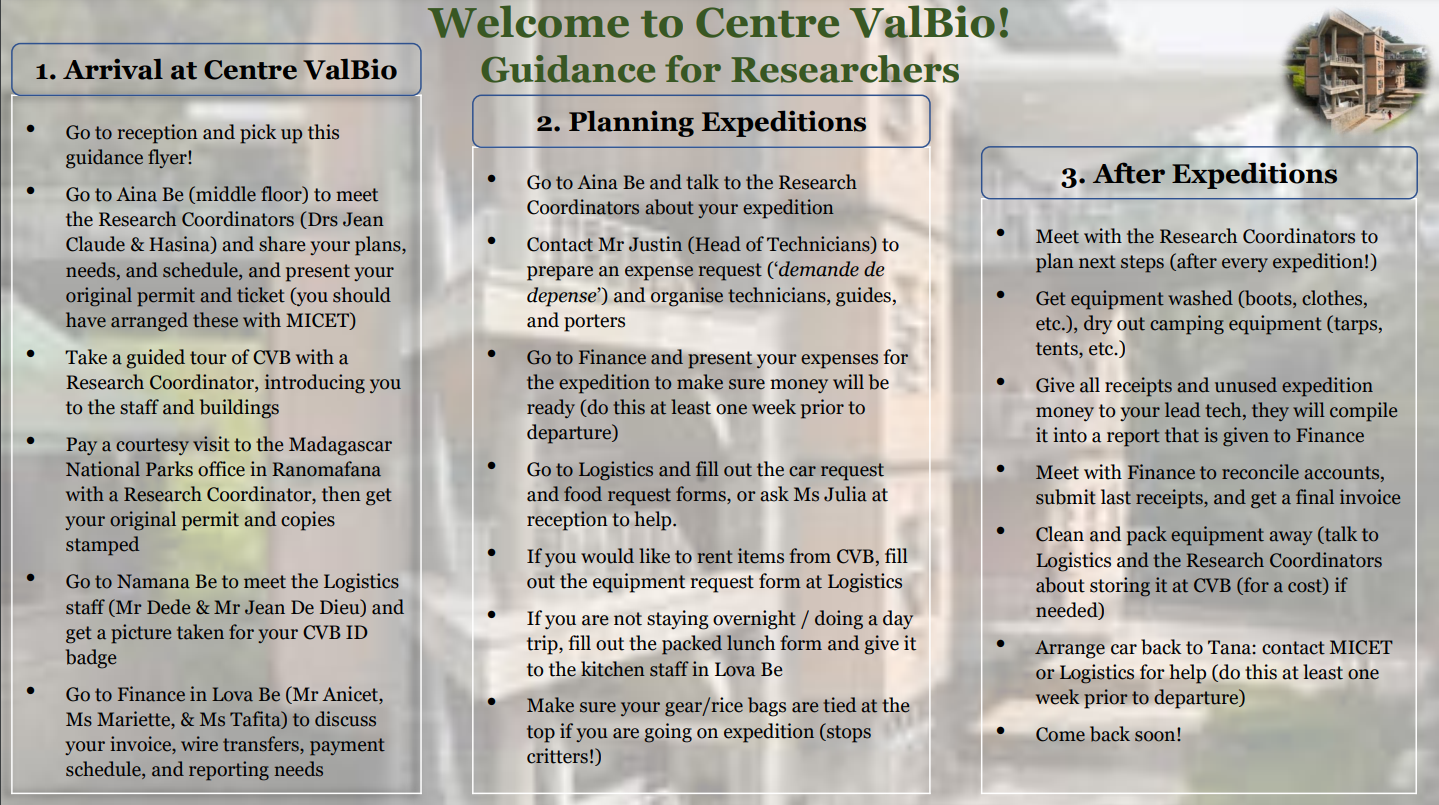 Welcome to Centre ValBio!
Guidance for Researchers
1. Arrival at Centre ValBio
• Go to reception and pick up this
guidance flyer!
• Go to Aina Be (middle floor) to meet
the Research Coordinators (Drs Jean
Claude & Hasina) and share your plans,
needs, and schedule, and present your
original permit and ticket (you should
have arranged these with MICET)
• Take a guided tour of CVB with a
Research Coordinator, introducing you
to the staff and buildings
• Pay a courtesy visit to the Madagascar
National Parks office in Ranomafana
with a Research Coordinator, then get
your original permit and copies
stamped
• Go to Namana Be to meet the Logistics
staff (Mr Dede & Mr Jean De Dieu) and
get a picture taken for your CVB ID
badge
• Go to Finance in Lova Be (Mr Anicet,
Ms Mariette, & Ms Tafita) to discuss
your invoice, wire transfers, payment
schedule, and reporting needs
2. Planning Expeditions
• Go to Aina Be and talk to the Research
Coordinators about your expedition
• Contact Mr Justin (Head of Technicians) to
prepare an expense request (‘demande de
depense’) and organise technicians, guides,
and porters
• Go to Finance and present your expenses for
the expedition to make sure money will be
ready (do this at least one week prior to
departure)
• Go to Logistics and fill out the car request
and food request forms, or ask Ms Julia at
reception to help.
• If you would like to rent items from CVB, fill
out the equipment request form at Logistics
• If you are not staying overnight / doing a day
trip, fill out the packed lunch form and give it
to the kitchen staff in Lova Be
• Make sure your gear/rice bags are tied at the
top if you are going on expedition (stops
critters!)
3. After Expeditions
• Meet with the Research Coordinators to
plan next steps (after every expedition!)
• Get equipment washed (boots, clothes,
etc.), dry out camping equipment (tarps,
tents, etc.)
• Give all receipts and unused expedition
money to your lead tech, they will compile
it into a report that is given to Finance
• Meet with Finance to reconcile accounts,
submit last receipts, and get a final invoice
• Clean and pack equipment away (talk to
Logistics and the Research Coordinators
about storing it at CVB (for a cost) if
needed)
• Arrange car back to Tana: contact MICET
or Logistics for help (do this at least one
week prior to departure)
• Come back soon!